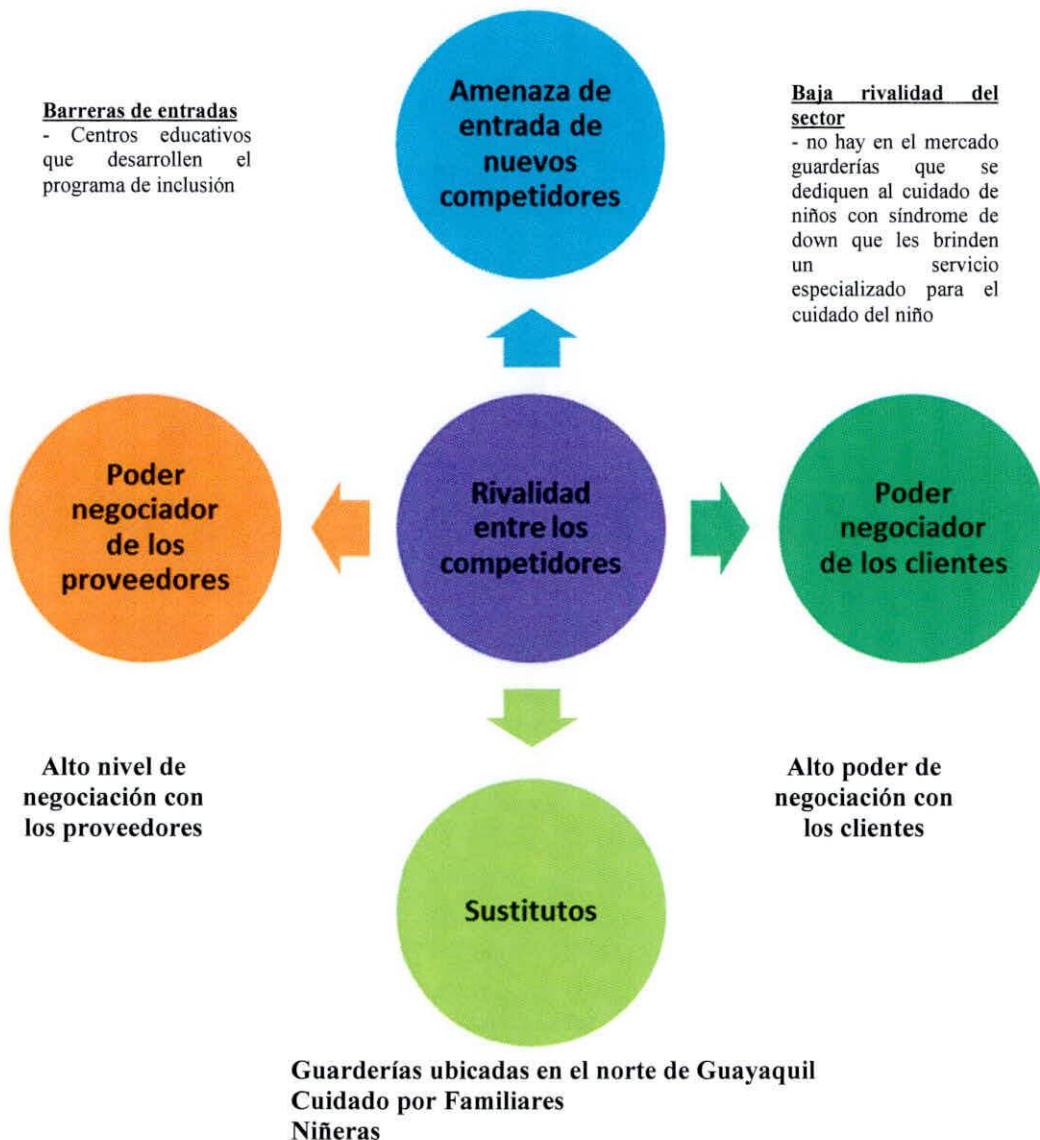 Barreras de entradas
- Centros educativos
que desarrollen el
programa de inclusión
Amenaza de
entrada de
nuevos
competidores
Baja rivalidad del
sector
- no hay en el mercado
guarderías que se
dediquen al cuidado de
niños con síndrome de
down que les brinden
un servicio
especializado para el
cuidado del niño
Poder
negociador
de los
proveedores
Rivalidad
entre los
competidores
Poder
negociador
de los clientes
Alto nivel de
negociación con
los proveedores
Alto poder de
negociación con
los clientes
Sustitutos
Guarderías ubicadas en el norte de Guayaquil
Cuidado por Familiares
Niñeras